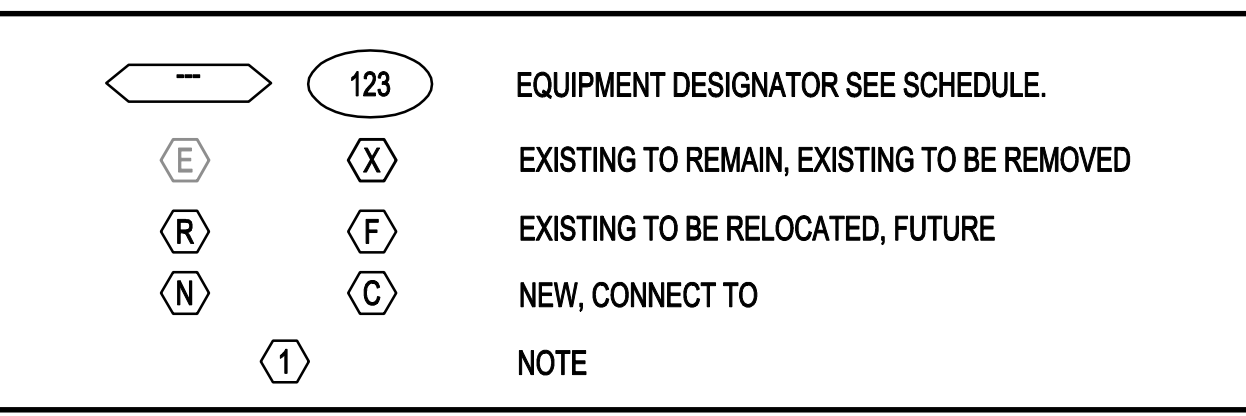 --- 123 EQUIPMENT DESIGNATOR SEE SCHEDULE.
E X EXISTING TO REMAIN, EXISTING TO BE REMOVED
R F EXISTING TO BE RELOCATED, FUTURE
N C NEW, CONNECT TO
1 NOTE